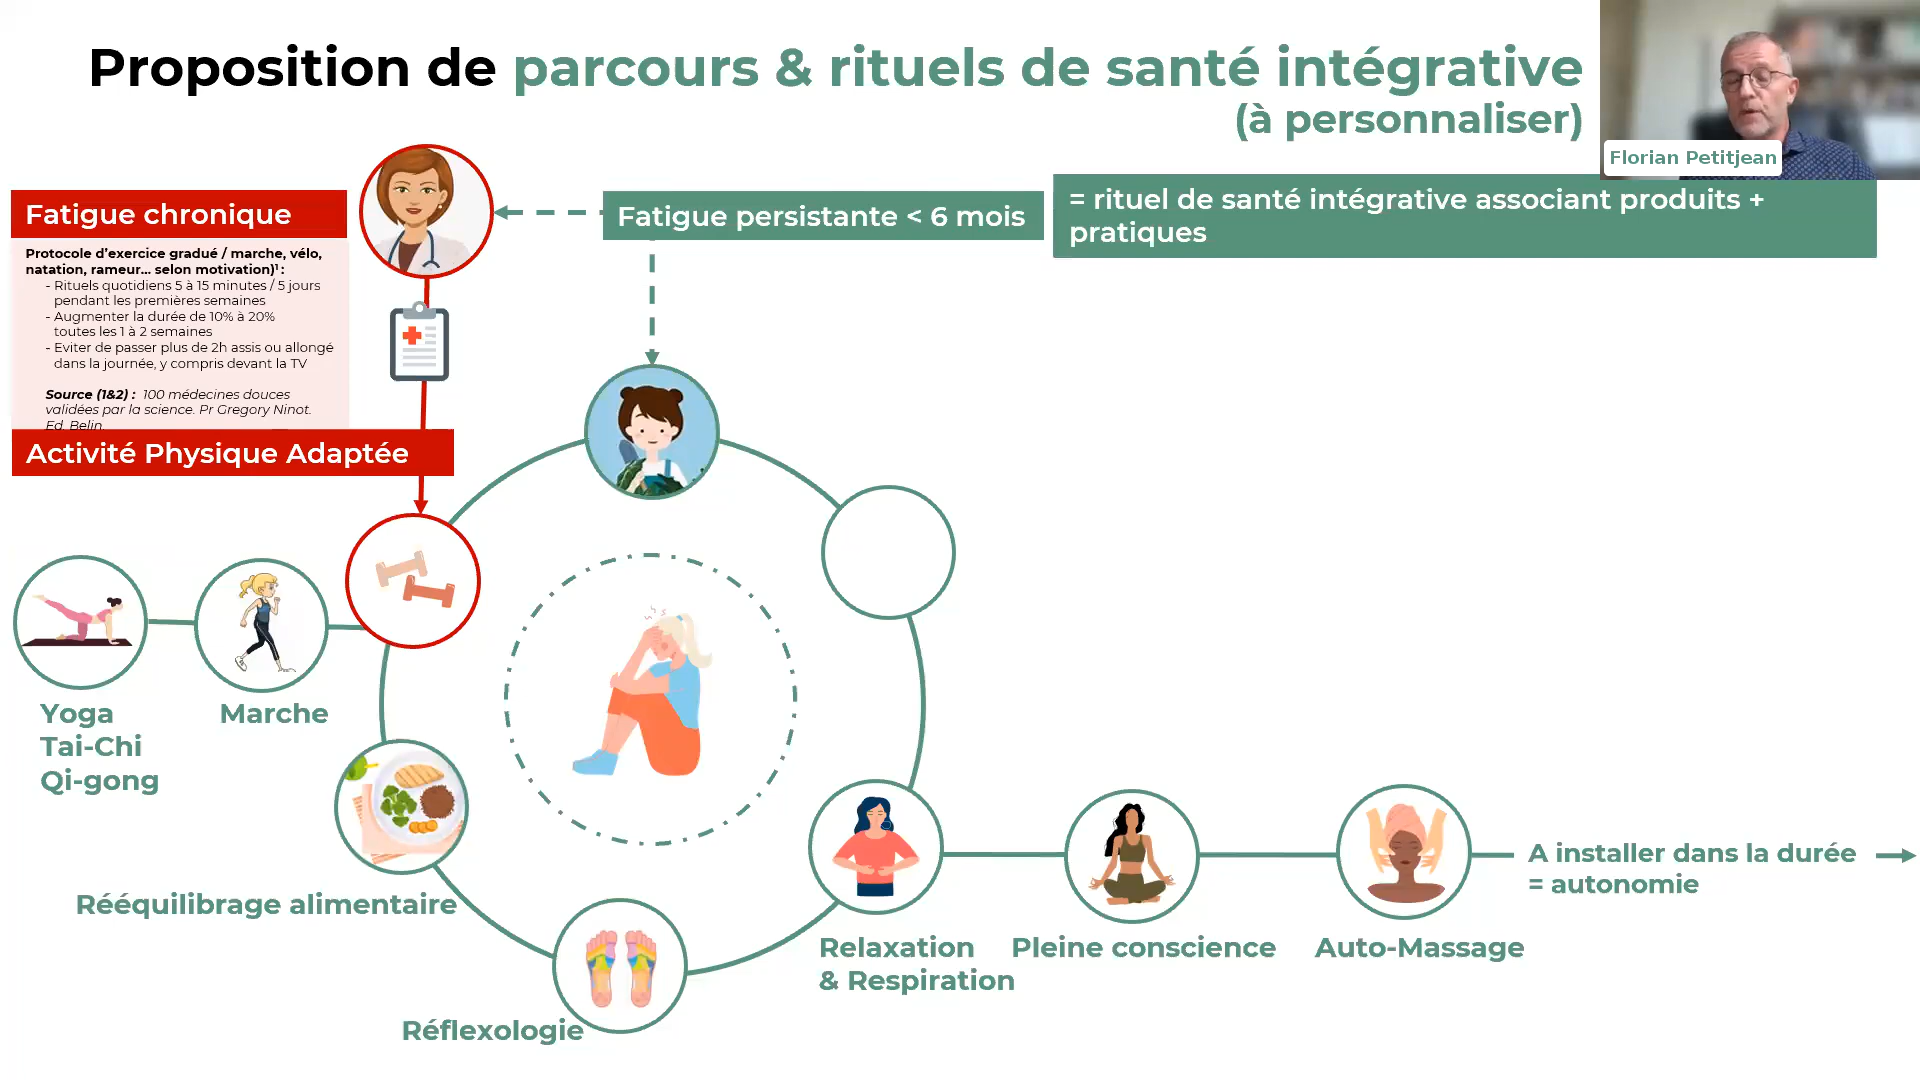 Proposition de parcours & rituels de santé intégrative
(à personnaliser)
Florian Petitjean
Fatigue chronique
Protocole d’exercice gradué / marche, vélo,
natation, rameur... selon motivation)¹ :
- Rituels quotidiens 5 à 15 minutes / 5 jours
pendant les premières semaines
- Augmenter la durée de 10% à 20%
toutes les 1 à 2 semaines
- Eviter de passer plus de 2h assis ou allongé
dans la journée, y compris devant la TV
Source (1&2) : 100 médecines douces
validées par la science. Pr Gregory Ninot.
Ed. Belin.
Activité Physique Adaptée
Fatigue persistante < 6 mois
= rituel de santé intégrative associant produits +
pratiques
Yoga
Tai-Chi
Qi-gong
Marche
Rééquilibrage alimentaire
Réflexologie
Relaxation
& Respiration
Pleine conscience
Auto-Massage
A installer dans la durée
= autonomie